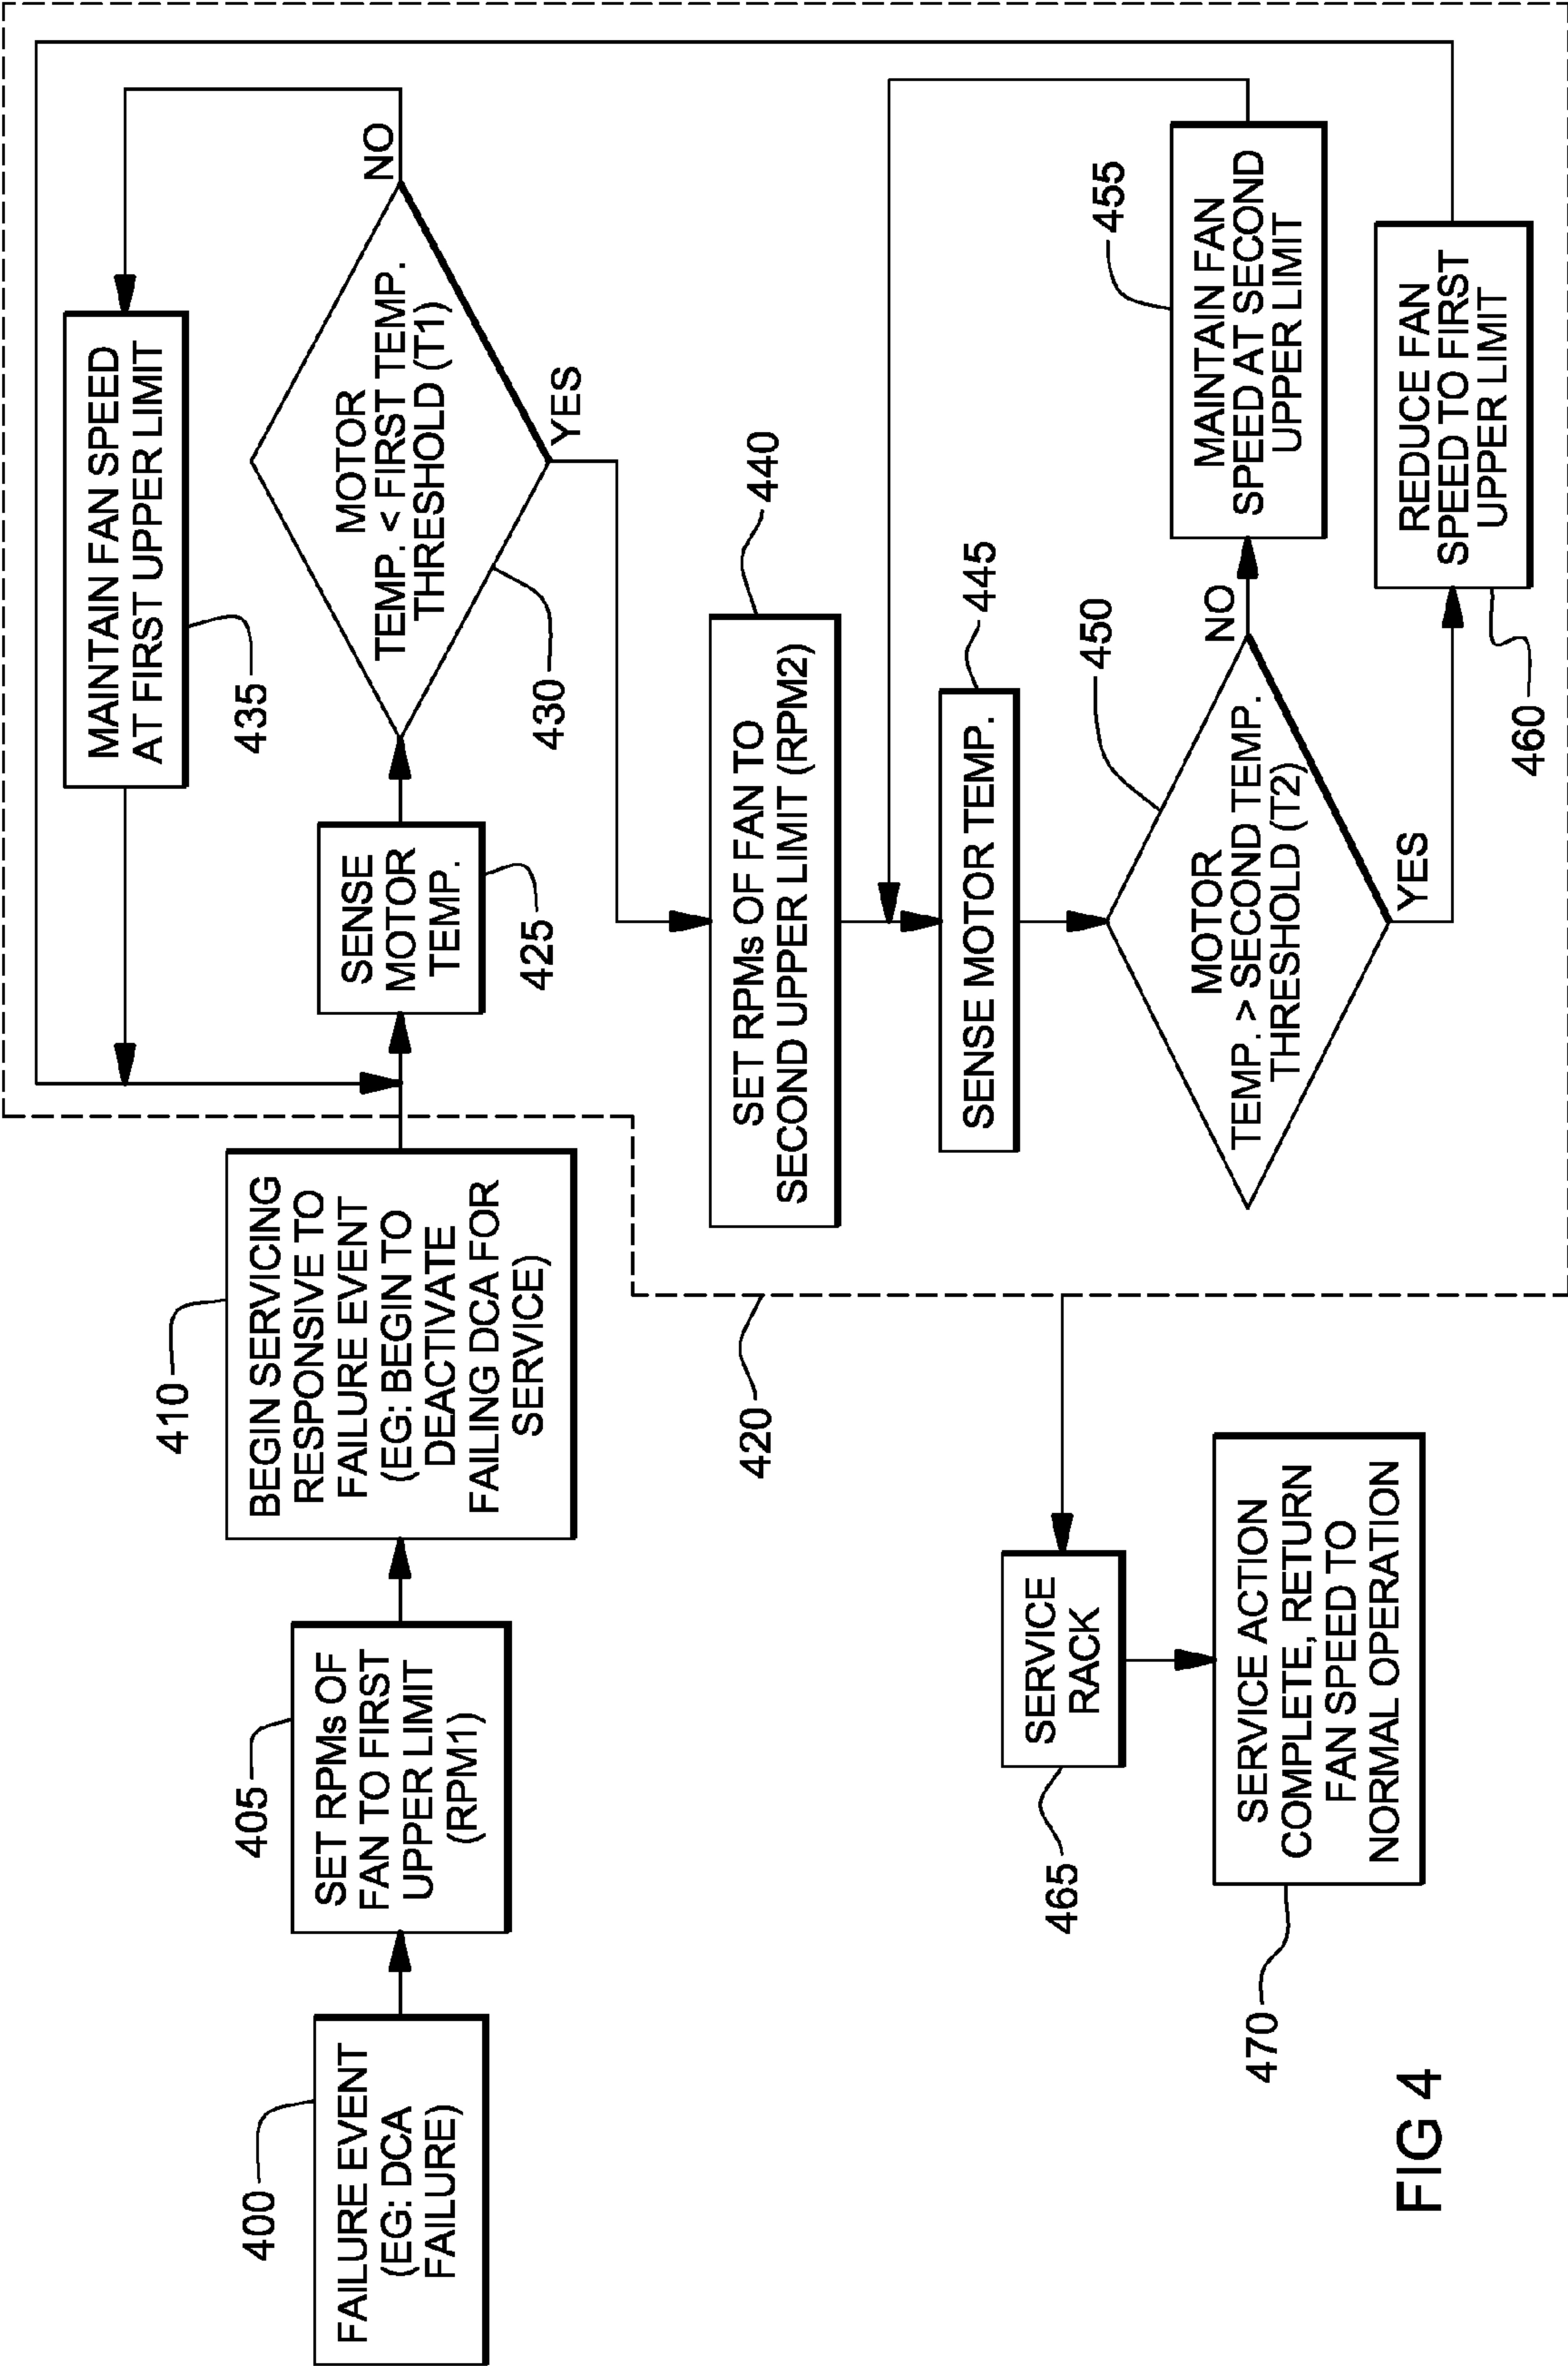 400
FAILURE EVENT
(EG: DCA
FAILURE)
405
SET RPMs OF
FAN TO FIRST
UPPER LIMIT
(RPM1)
410
BEGIN SERVICING
RESPONSIVE TO
FAILURE EVENT
(EG: BEGIN TO
DEACTIVATE
FAILING DCA FOR
SERVICE)
420
SENSE
MOTOR
TEMP.
425
MOTOR
TEMP. < FIRST TEMP.
THRESHOLD (T1)
430
NO
YES
MAINTAIN FAN SPEED
AT FIRST UPPER LIMIT
435
440
SET RPMs OF FAN TO
SECOND UPPER LIMIT (RPM2)
445
SENSE MOTOR TEMP.
450
MOTOR
TEMP. > SECOND TEMP.
THRESHOLD (T2)
NO
YES
455
MAINTAIN FAN
SPEED AT SECOND
UPPER LIMIT
REDUCE FAN
SPEED TO FIRST
UPPER LIMIT
460
SERVICE
RACK
465
SERVICE ACTION
COMPLETE, RETURN
FAN SPEED TO
NORMAL OPERATION
470
FIG 4